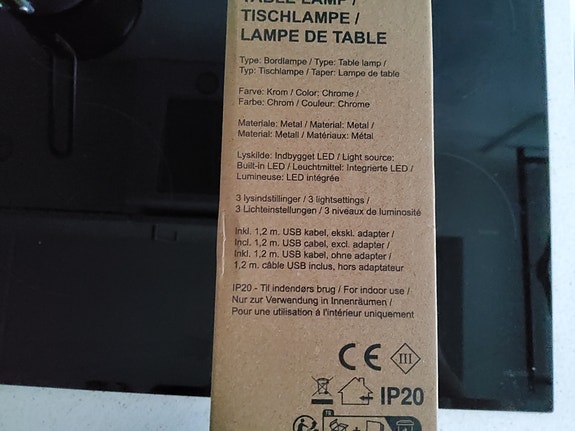 TABLE LAMP /
TISCHLAMPE /
LAMPE DE TABLE
Type: Bordlampe / Type: Table lamp /
Typ: Tischlampe / Taper: Lampe de table
Farve: Krom / Color: Chrome /
Farbe: Chrom / Couleur: Chrome
Materiale: Metal / Material: Metal /
Material: Metall / Matériaux: Métal
Lyskilde: Indbygget LED / Light source:
Built-in LED / Leuchtmittel: Integrierte LED /
Lumineuse: LED intégrée
3 lysindstillinger / 3 lightsettings /
3 Lichteinstellungen / 3 niveaux de luminosité
Inkl. 1,2 m. USB kabel, ekskl. adapter /
Incl. 1,2 m. USB kabel, excl. adapter /
Inkl. 1,2 m. USB kabel, ohne adapter /
1,2 m. câble USB inclus, hors adaptateur
IP20 - Til indendørs brug / For indoor use /
Nur zur Verwendung in Innenräumen /
Pour une utilisation à l'intérieur uniquement
CE III
IP20